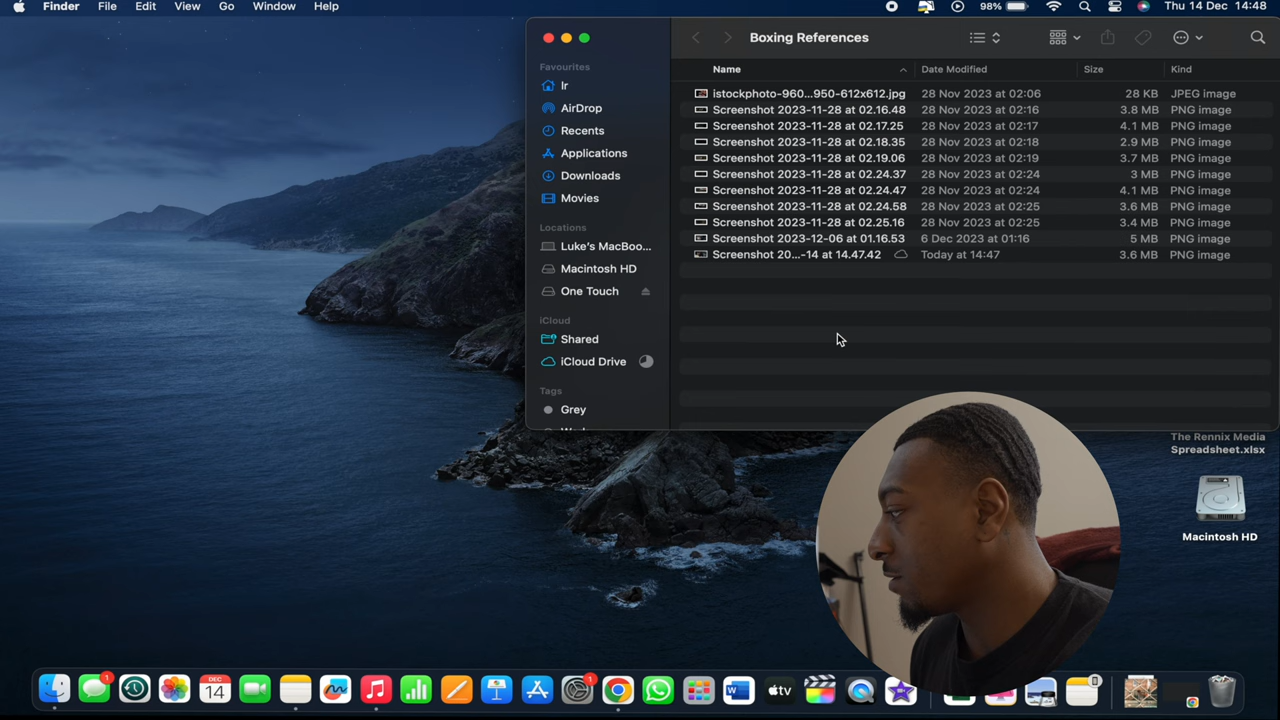 Finder File Edit View Go Window Help 98% Thu 14 Dec 14:48
Boxing References
Favourites
lr
AirDrop
Recents
Applications
Downloads
Movies
Locations
Luke's MacBoo...
Macintosh HD
One Touch
iCloud
Shared
iCloud Drive
Tags
Grey
Name Date Modified Size Kind
istockphoto-960...950-612x612.jpg 28 Nov 2023 at 02:06 28 KB JPEG image
Screenshot 2023-11-28 at 02.16.48 28 Nov 2023 at 02:16 3.8 MB PNG image
Screenshot 2023-11-28 at 02.17.25 28 Nov 2023 at 02:17 4.1 MB PNG image
Screenshot 2023-11-28 at 02.18.35 28 Nov 2023 at 02:18 2.9 MB PNG image
Screenshot 2023-11-28 at 02.19.06 28 Nov 2023 at 02:19 3.7 MB PNG image
Screenshot 2023-11-28 at 02.24.37 28 Nov 2023 at 02:24 3 MB PNG image
Screenshot 2023-11-28 at 02.24.47 28 Nov 2023 at 02:24 4.1 MB PNG image
Screenshot 2023-11-28 at 02.24.58 28 Nov 2023 at 02:25 3.6 MB PNG image
Screenshot 2023-11-28 at 02.25.16 28 Nov 2023 at 02:25 3.4 MB PNG image
Screenshot 2023-12-06 at 01.16.53 6 Dec 2023 at 01:16 5 MB PNG image
Screenshot 20...-14 at 14.47.42 Today at 14:47 3.6 MB PNG image
The Rennix Media
Spreadsheet.xlsx
Macintosh HD
1
DEC
14
1
tv